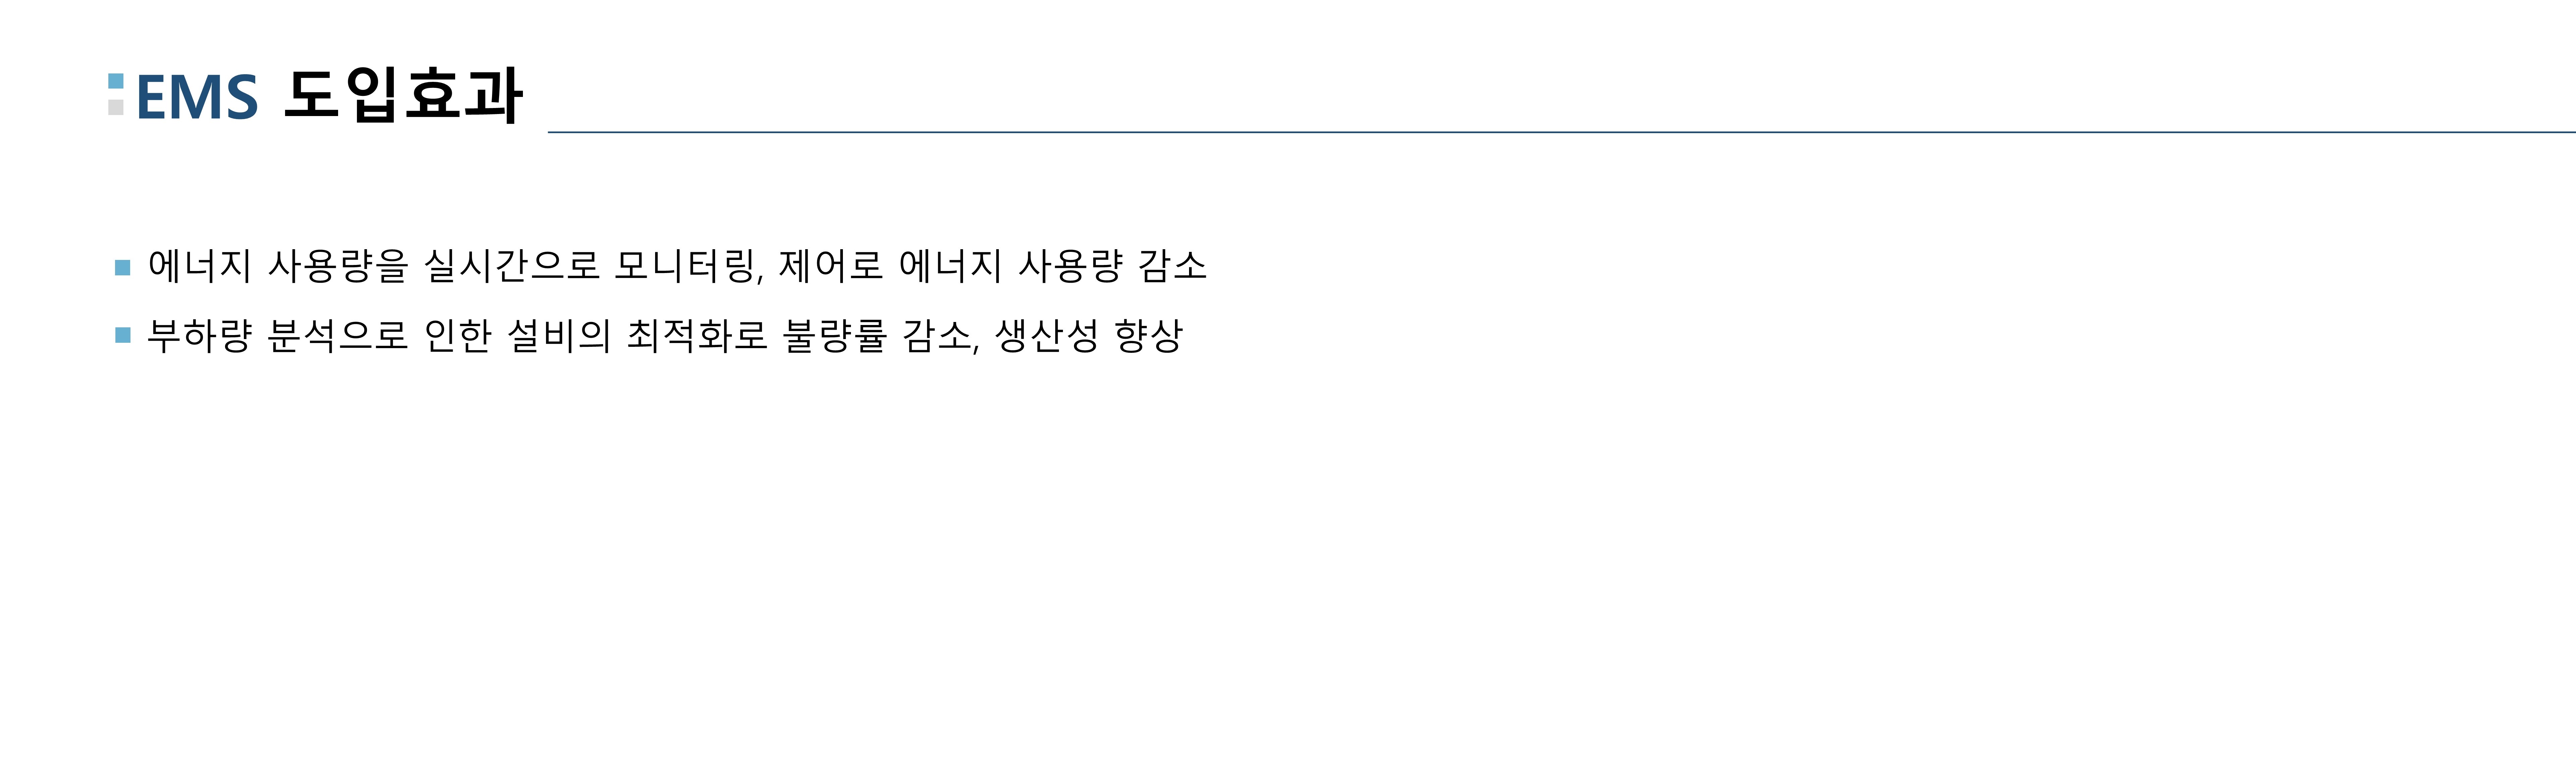 EMS 도입효과
에너지 사용량을 실시간으로 모니터링, 제어로 에너지 사용량 감소
부하량 분석으로 인한 설비의 최적화로 불량률 감소, 생산성 향상